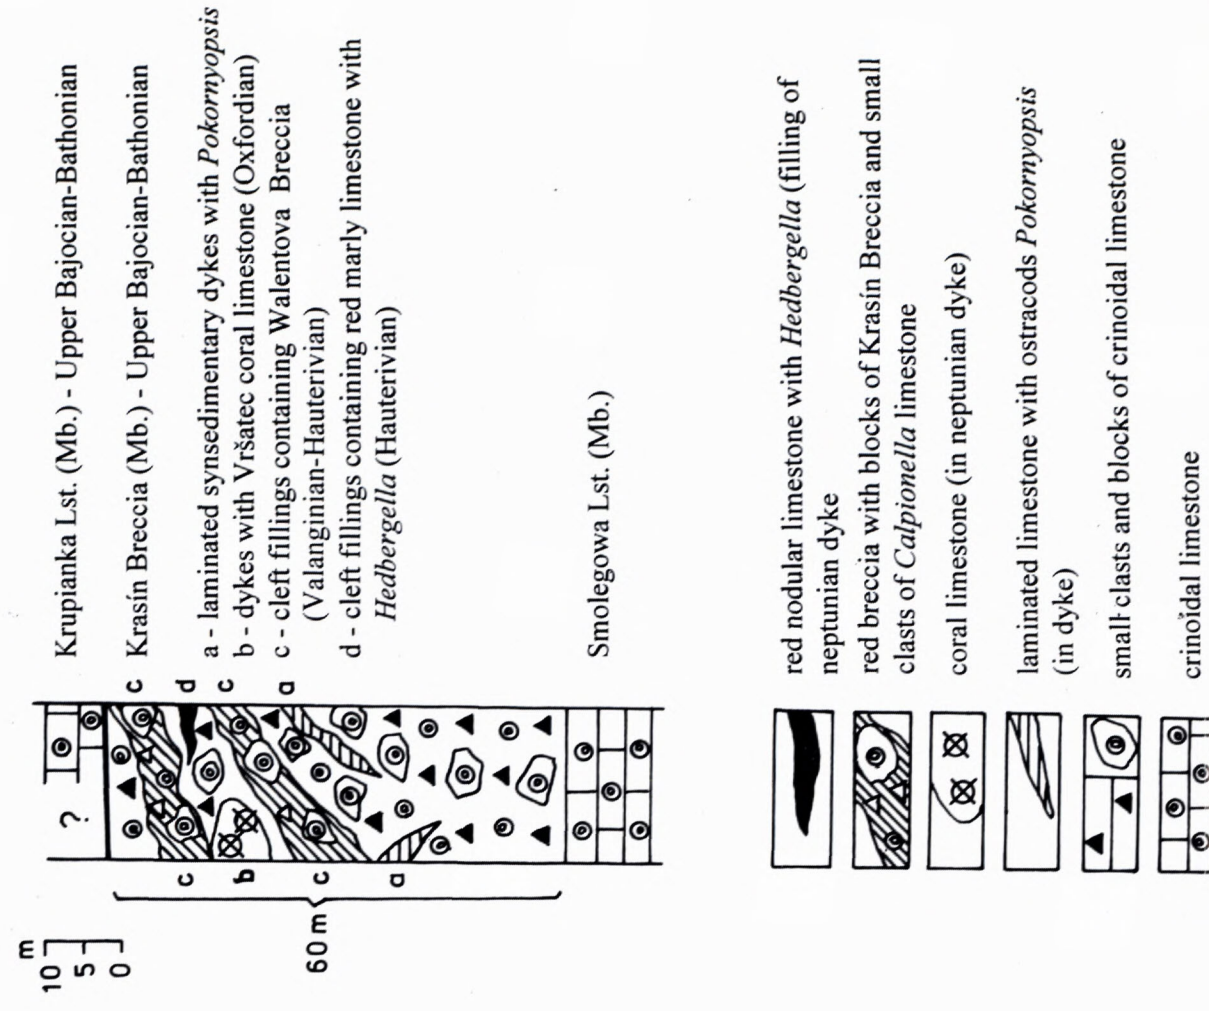 Krupianka Lst. (Mb.) - Upper Bajocian-Bathonian
Krasín Breccia (Mb.) - Upper Bajocian-Bathonian
a - laminated synsedimentary dykes with Pokornyopsis
b - dykes with Vršatec coral limestone (Oxfordian)
c - cleft fillings containing Walentova Breccia
(Valanginian-Hauterivian)
d - cleft fillings containing red marly limestone with
Hedbergella (Hauterivian)
Smolegowa Lst. (Mb.)
m
10
5
0
60 m
?
c
b
c
a
c
d
c
a
red nodular limestone with Hedbergella (filling of
neptunian dyke
red breccia with blocks of Krasín Breccia and small
clasts of Calpionella limestone
coral limestone (in neptunian dyke)
laminated limestone with ostracods Pokornyopsis
(in dyke)
small clasts and blocks of crinoidal limestone
crinoidal limestone